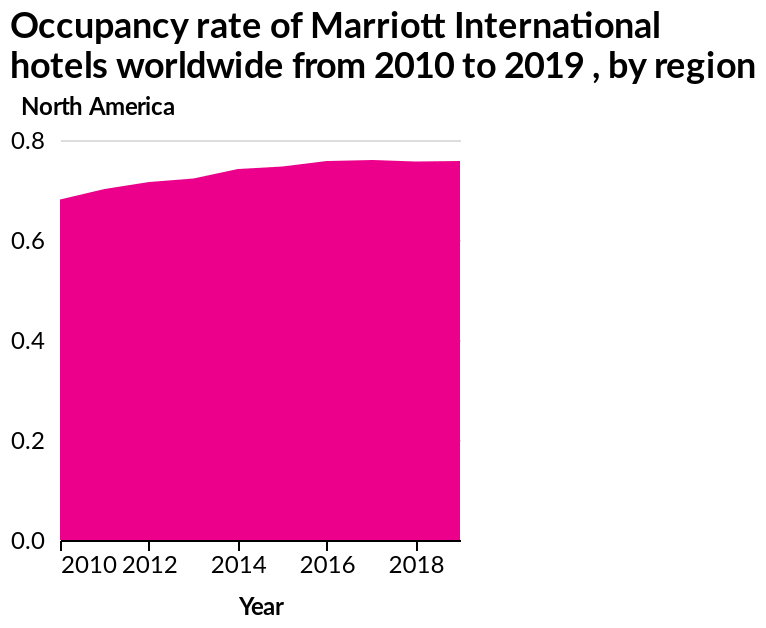 Occupancy rate of Marriott International
hotels worldwide from 2010 to 2019 , by region
North America
0.8
0.6
0.4
0.2
0.0
2010 2012 2014 2016 2018
Year